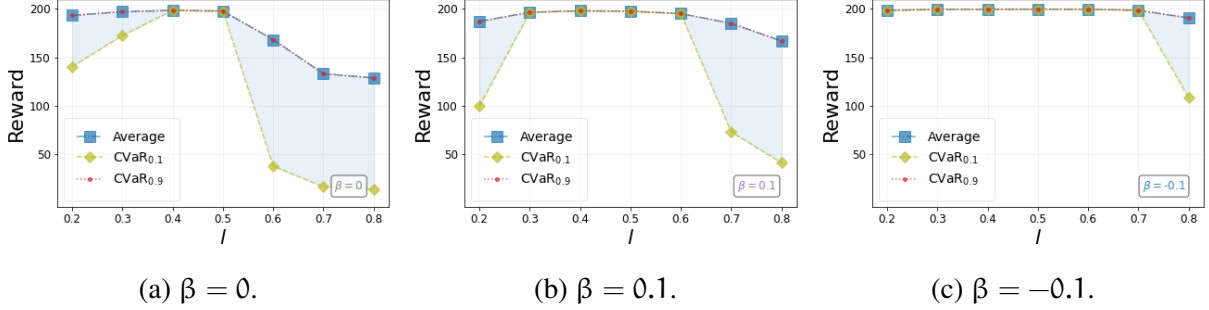 200
150
100
50
Reward
Average
CVaR0.1
CVaR0.9
β = 0
0.2 0.3 0.4 0.5 0.6 0.7 0.8
l
200
150
100
50
Reward
Average
CVaR0.1
CVaR0.9
β = 0.1
0.2 0.3 0.4 0.5 0.6 0.7 0.8
l
200
150
100
50
Reward
Average
CVaR0.1
CVaR0.9
β = -0.1
0.2 0.3 0.4 0.5 0.6 0.7 0.8
l
(a) β = 0. (b) β = 0.1. (c) β = −0.1.